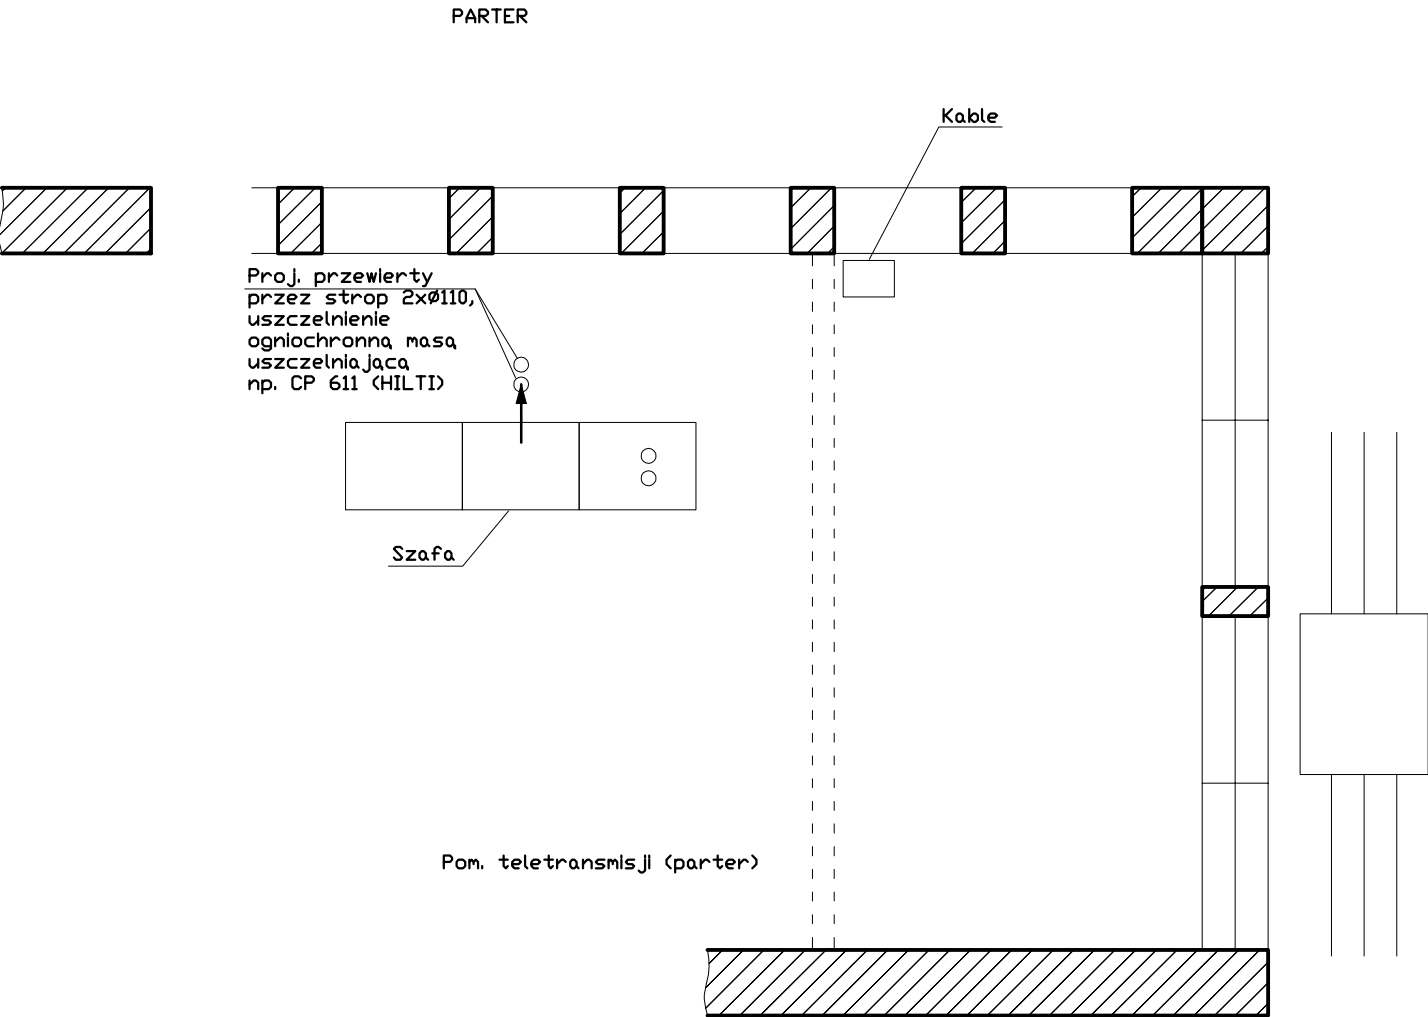 PARTER
Kable
Proj. przewierty
przez strop 2xØ110,
uszczelnienie
ogniochronną masą
uszczelniającą
np. CP 611 (HILTI)
Szafa
Pom. teletransmisji (parter)